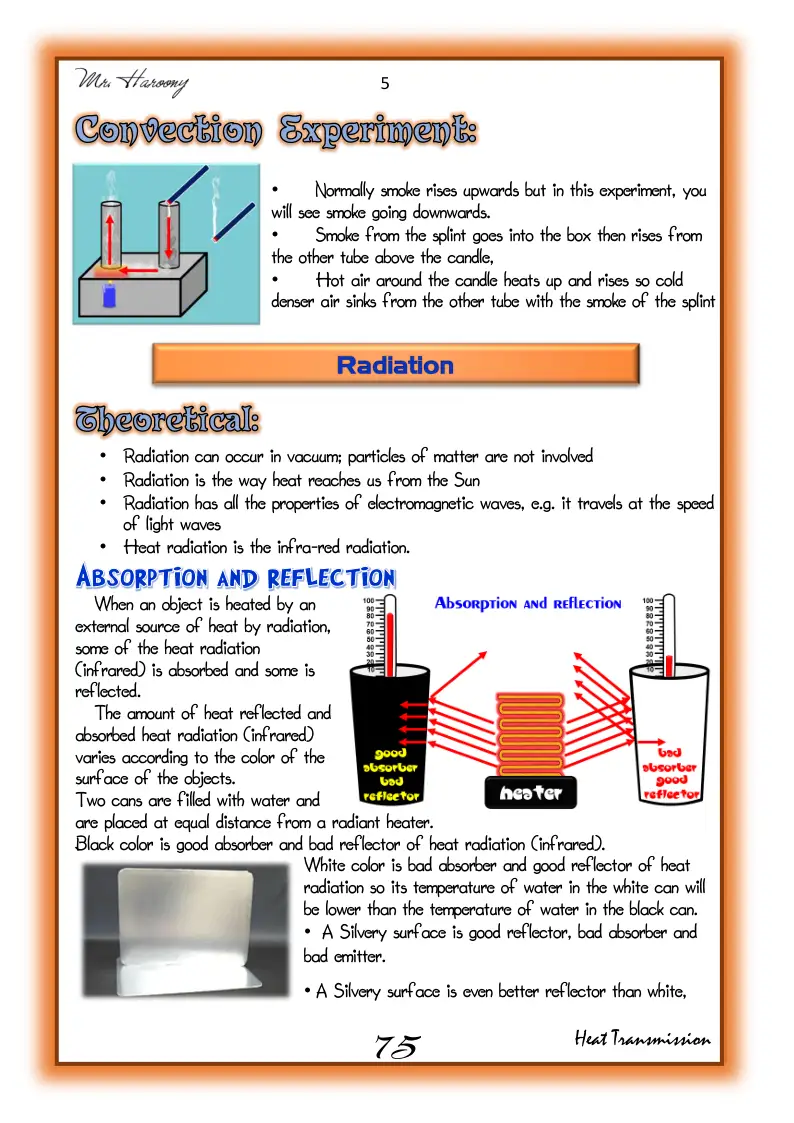 Mr. Haroony
5
Convection Experiment:
• Normally smoke rises upwards but in this experiment, you
will see smoke going downwards.
• Smoke from the splint goes into the box then rises from
the other tube above the candle,
• Hot air around the candle heats up and rises so cold
denser air sinks from the other tube with the smoke of the splint
Radiation
Theoretical:
• Radiation can occur in vacuum; particles of matter are not involved
• Radiation is the way heat reaches us from the Sun
• Radiation has all the properties of electromagnetic waves, e.g. it travels at the speed
of light waves
• Heat radiation is the infra-red radiation.
Absorption and reflection
When an object is heated by an
external source of heat by radiation,
some of the heat radiation
(infrared) is absorbed and some is
reflected.
The amount of heat reflected and
absorbed heat radiation (infrared)
varies according to the color of the
surface of the objects.
Two cans are filled with water and
are placed at equal distance from a radiant heater.
Black color is good absorber and bad reflector of heat radiation (infrared).
Absorption and reflection
100
90
80
70
60
50
40
30
20
10
good
absorber
bad
reflector
heater
100
90
80
70
60
50
40
30
20
10
bad
absorber
good
reflector
White color is bad absorber and good reflector of heat
radiation so its temperature of water in the white can will
be lower than the temperature of water in the black can.
• A Silvery surface is good reflector, bad absorber and
bad emitter.
• A Silvery surface is even better reflector than white,
75
Heat Transmission